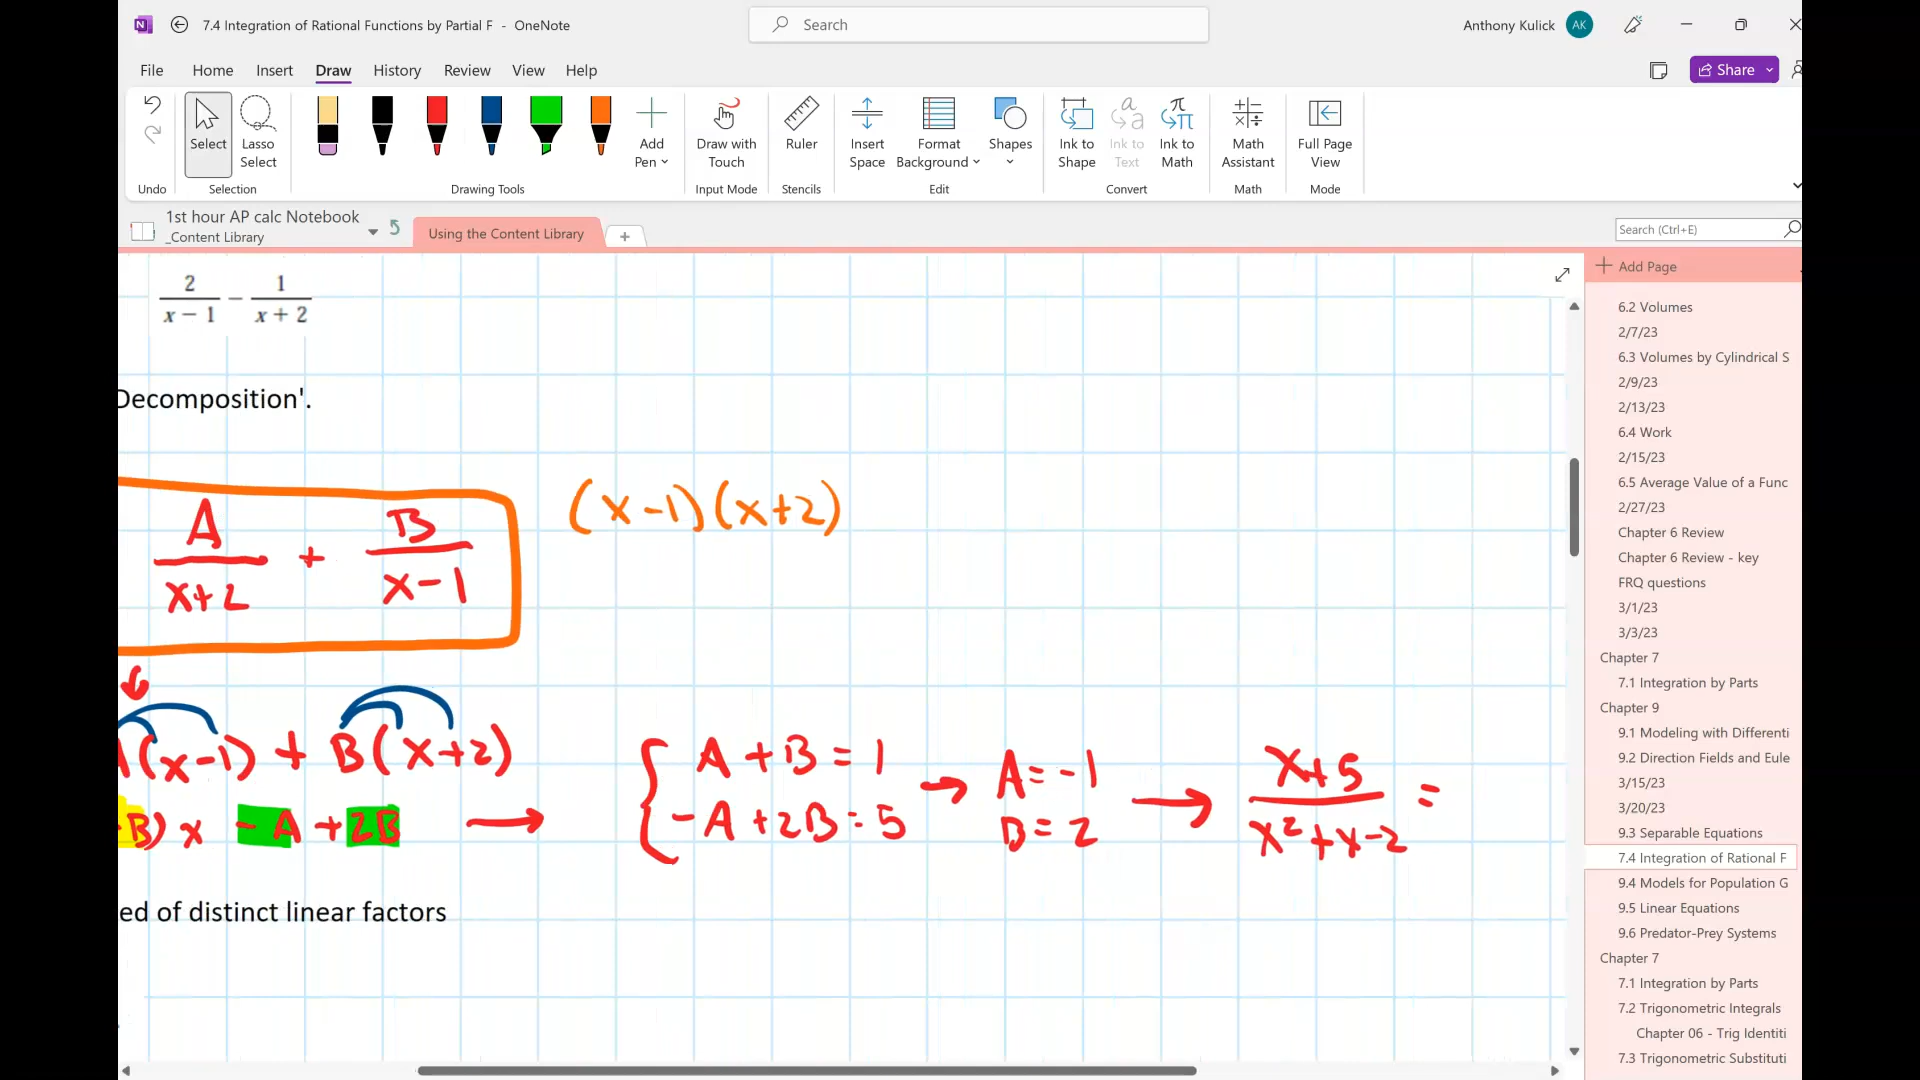 7.4 Integration of Rational Functions by Partial F - OneNote
Search
Anthony Kulick AK
File Home Insert Draw History Review View Help
Share
Select Lasso Select Add Pen Draw with Touch Ruler Insert Space Format Background Shapes Ink to Shape Ink to Text Ink to Math Math Assistant Full Page View
Undo Selection Drawing Tools Input Mode Stencils Edit Convert Math Mode
1st hour AP calc Notebook
_Content Library
Using the Content Library
Search (Ctrl+E)
2/(x − 1) − 1/(x + 2)
Decomposition'.
A/(x+2) + B/(x-1)
(x-1)(x+2)
A(x-1) + B(x+2)
B) x - A + 2B →
{ A + B = 1
-A + 2B = 5
→ A = -1
B = 2
→ (x+5)/(x²+x-2) =
ed of distinct linear factors
Add Page
6.2 Volumes
2/7/23
6.3 Volumes by Cylindrical S
2/9/23
2/13/23
6.4 Work
2/15/23
6.5 Average Value of a Func
2/27/23
Chapter 6 Review
Chapter 6 Review - key
FRQ questions
3/1/23
3/3/23
Chapter 7
7.1 Integration by Parts
Chapter 9
9.1 Modeling with Differenti
9.2 Direction Fields and Eule
3/15/23
3/20/23
9.3 Separable Equations
7.4 Integration of Rational F
9.4 Models for Population G
9.5 Linear Equations
9.6 Predator-Prey Systems
Chapter 7
7.1 Integration by Parts
7.2 Trigonometric Integrals
Chapter 06 - Trig Identiti
7.3 Trigonometric Substituti